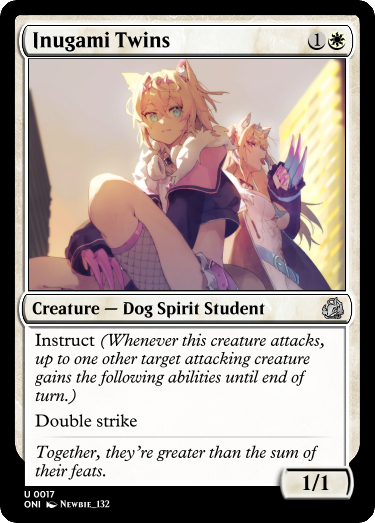 Inugami Twins 1
Creature — Dog Spirit Student
Instruct (Whenever this creature attacks,
up to one other target attacking creature
gains the following abilities until end of
turn.)
Double strike
Together, they're greater than the sum of
their feats.
1/1
U 0017
ONI Newbie_132